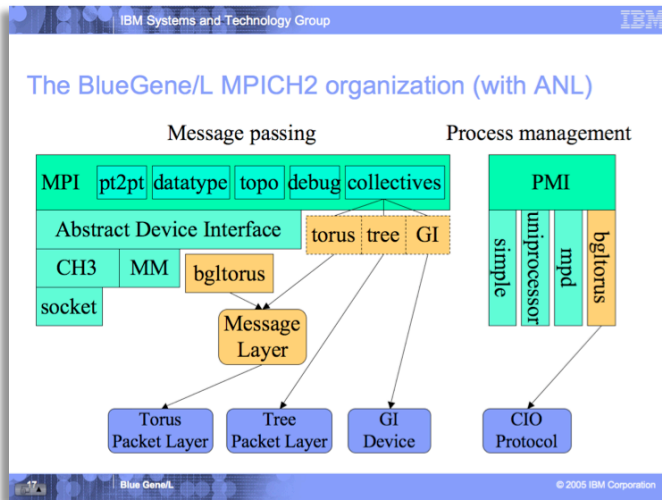 IBM Systems and Technology Group
IBM
The BlueGene/L MPICH2 organization (with ANL)
Message passing
Process management
MPI pt2pt datatype topo debug collectives
PMI
Abstract Device Interface
torus tree GI
CH3 MM
bgltorus
socket
simple
uniprocessor
mpd
bgltorus
Message
Layer
Torus
Packet Layer
Tree
Packet Layer
GI
Device
CIO
Protocol
17
Blue Gene/L
© 2005 IBM Corporation